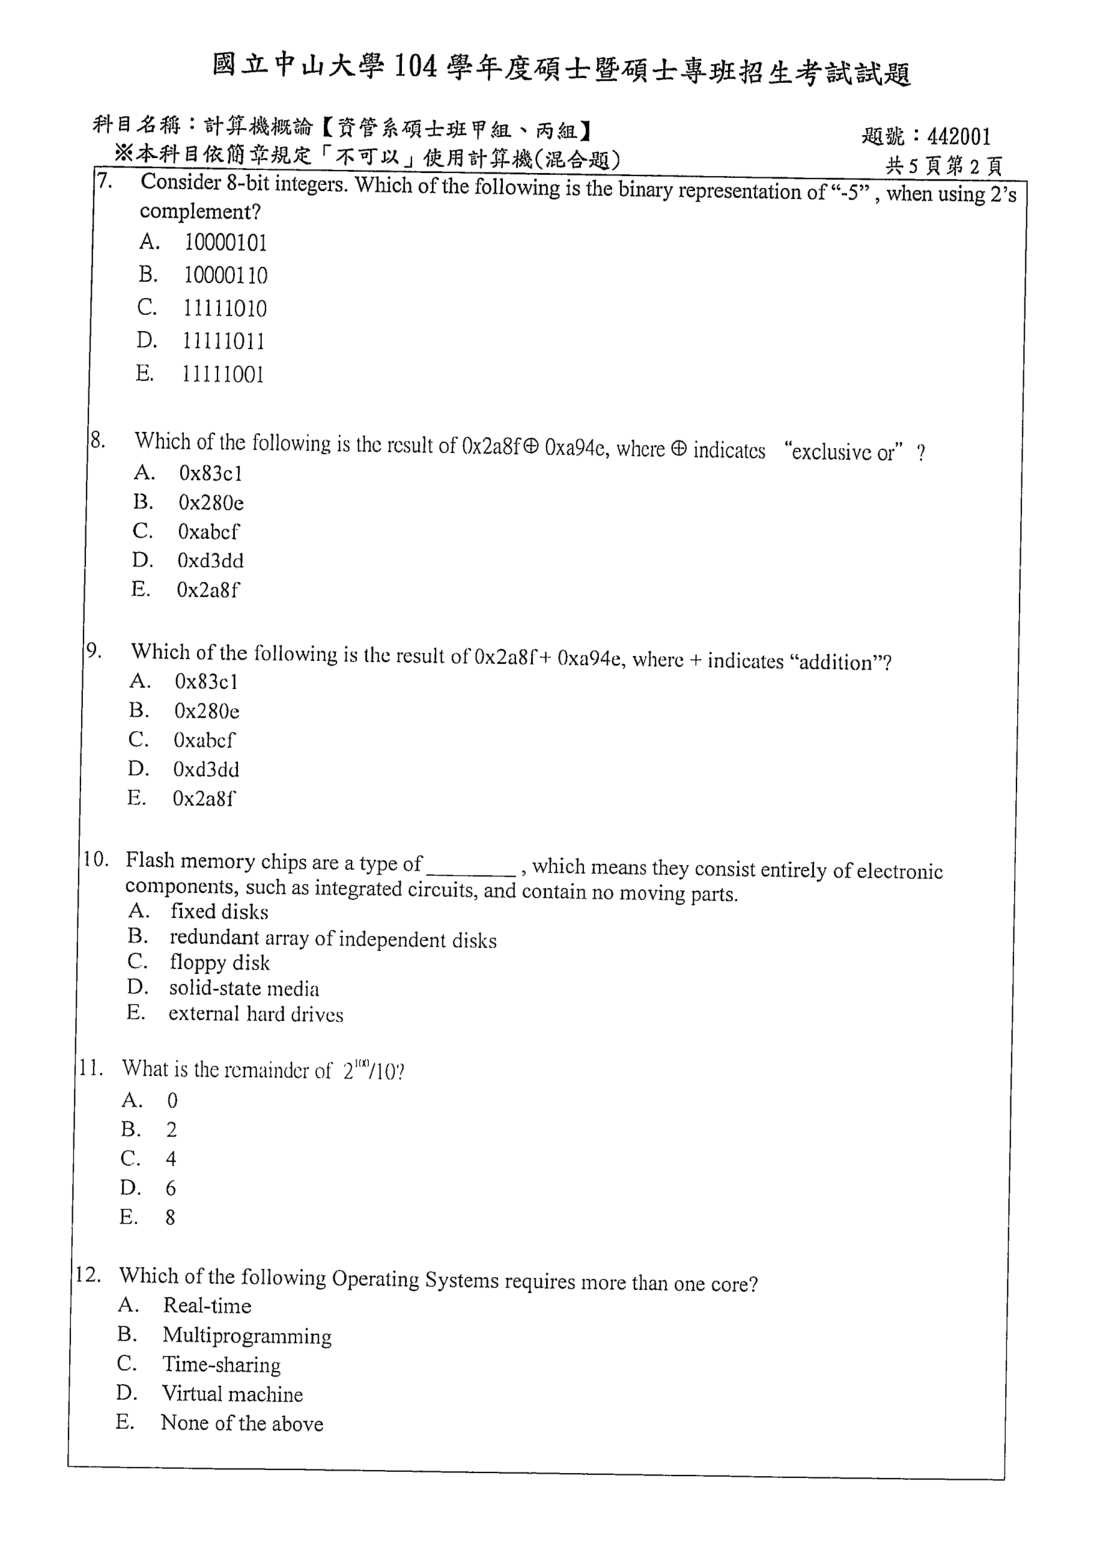 國立中山大學 104 學年度碩士暨碩士專班招生考試試題
科目名稱：計算機概論【資管系碩士班甲組、丙組】
題號：442001
※本科目依簡章規定「不可以」使用計算機(混合題)
共 5 頁第 2 頁
7. Consider 8-bit integers. Which of the following is the binary representation of “-5” , when using 2’s
complement?
A. 10000101
B. 10000110
C. 11111010
D. 11111011
E. 11111001
8. Which of the following is the result of 0x2a8f⊕ 0xa94e, where ⊕ indicates “exclusive or” ?
A. 0x83c1
B. 0x280e
C. 0xabcf
D. 0xd3dd
E. 0x2a8f
9. Which of the following is the result of 0x2a8f+ 0xa94e, where + indicates “addition”?
A. 0x83c1
B. 0x280e
C. 0xabcf
D. 0xd3dd
E. 0x2a8f
10. Flash memory chips are a type of ________ , which means they consist entirely of electronic
components, such as integrated circuits, and contain no moving parts.
A. fixed disks
B. redundant array of independent disks
C. floppy disk
D. solid-state media
E. external hard drives
11. What is the remainder of 2¹⁰⁰/10?
A. 0
B. 2
C. 4
D. 6
E. 8
12. Which of the following Operating Systems requires more than one core?
A. Real-time
B. Multiprogramming
C. Time-sharing
D. Virtual machine
E. None of the above